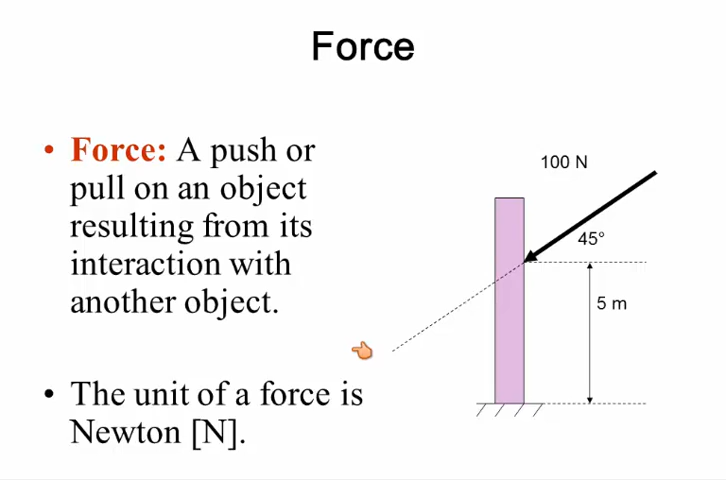 Force
• Force: A push or
pull on an object
resulting from its
interaction with
another object.
• The unit of a force is
Newton [N].
100 N
45°
5 m